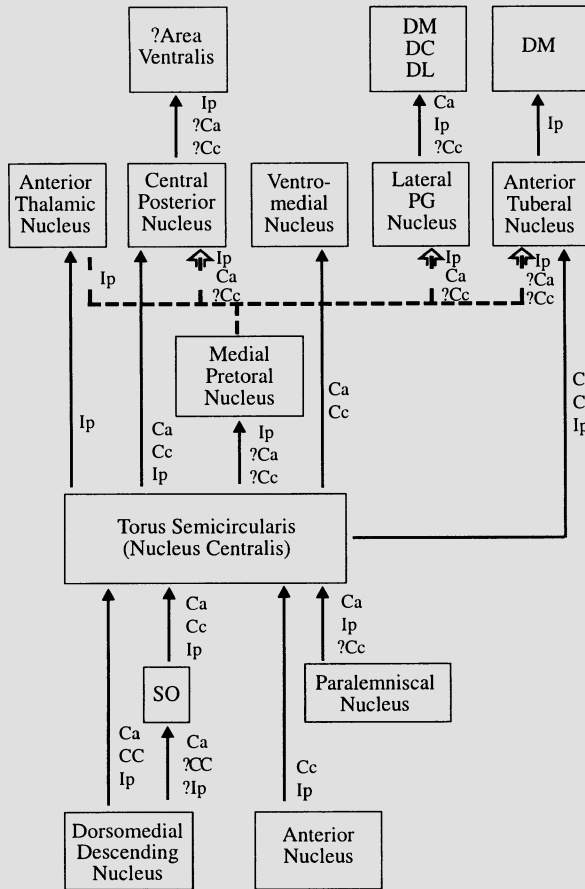 ?Area
Ventralis
DM
DC
DL
DM
Ip
?Ca
?Cc
Ca
Ip
?Cc
Ip
Anterior
Thalamic
Nucleus
Central
Posterior
Nucleus
Ventro-
medial
Nucleus
Lateral
PG
Nucleus
Anterior
Tuberal
Nucleus
Ip
Ip
Ca
?Cc
Ip
Ca
?Cc
Ip
?Ca
?Cc
Medial
Pretoral
Nucleus
Ip
Ca
Cc
Ip
Ip
?Ca
?Cc
Ca
Cc
Ip
Torus Semicircularis
(Nucleus Centralis)
Ca
Cc
Ip
Ca
Ip
?Cc
SO
Paralemniscal
Nucleus
Ca
CC
Ip
Ca
?CC
?Ip
Cc
Ip
Dorsomedial
Descending
Nucleus
Anterior
Nucleus